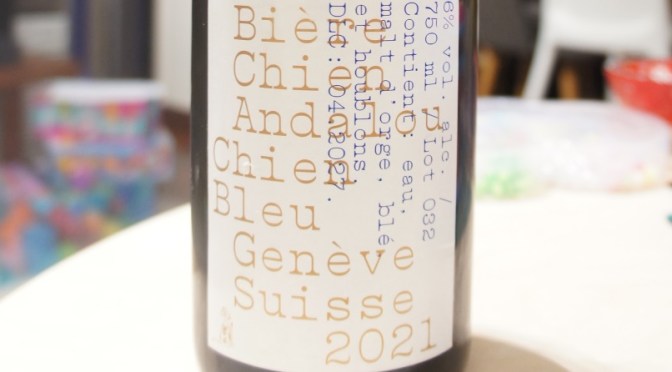 Bière
Chien
Andalou
Chien
Bleu
Genève
Suisse
2021
6% vol. alc. /
750 ml / Lot 032
Contient: eau,
malt d'orge, blé
et houblons.